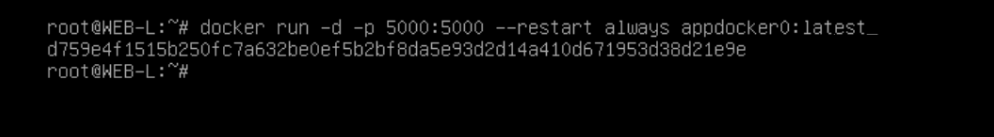 root@WEB-L:~# docker run -d -p 5000:5000 --restart always appdocker0:latest_
d759e4f1515b250fc7a632be0ef5b2bf8da5e93d2d14a410d671953d38d21e9e
root@WEB-L:~#